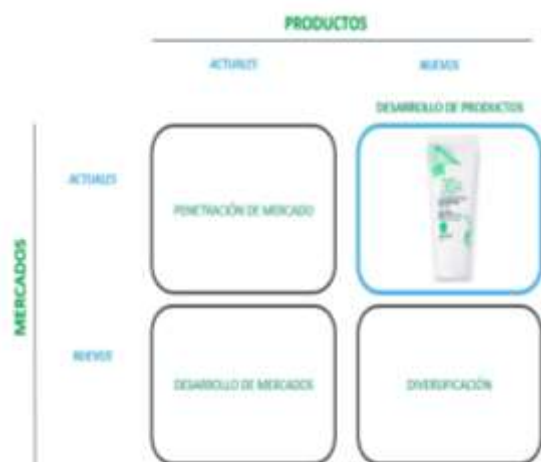 PRODUCTOS
ACTUALES
NUEVOS
DESARROLLO DE PRODUCTOS
MERCADOS
ACTUALES
PENETRACIÓN DE MERCADO
NUEVOS
DESARROLLO DE MERCADOS
DIVERSIFICACIÓN